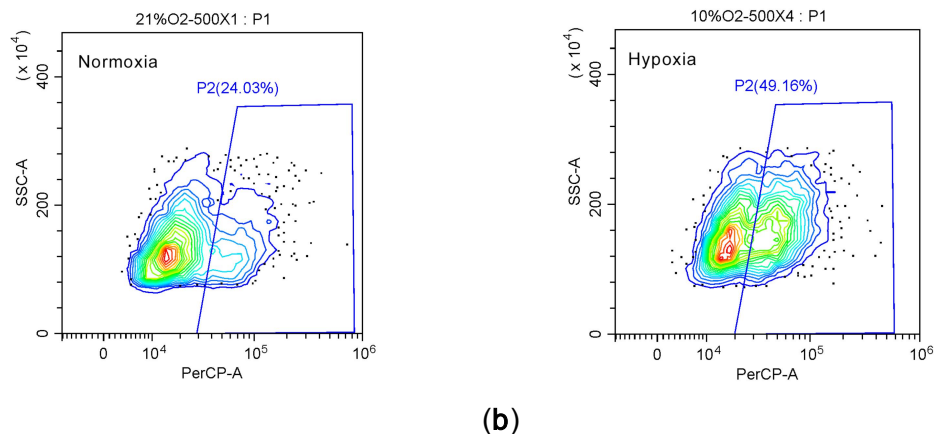 21%O2-500X1 : P1
Normoxia
P2(24.03%)
(x 10⁴)
SSC-A
400
200
0
0 10⁴ 10⁵ 10⁶
PerCP-A
10%O2-500X4 : P1
Hypoxia
P2(49.16%)
(x 10⁴)
SSC-A
400
200
0
0 10⁴ 10⁵ 10⁶
PerCP-A
(b)